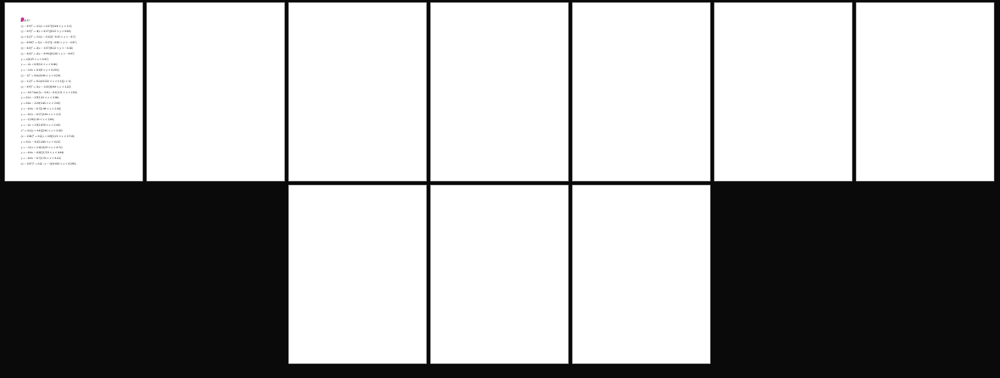 X?
(y − 0.9)² = 3.5(x + 0.37){0.64 < y < 2.3}
(y − 0.9)² = 4(x + 0.37){0.35 > y > 0.04}
(y + 0.2)² = 1.5(x − 0.15){−0.55 > y > −0.7}
(y − 0.04)² = 2(x − 0.17){−0.85 > y > −1.87}
(y − 0.6)² = 2(x − 1.07){0.52 > y > −1.56}
(y − 0.6)² = 2(x − 0.94){0.236 > y > −0.47}
y = x{0.29 < x < 0.47}
y = −2x + 0.9{0.3 < x < 0.46}
y = −2.4x + 0.3{0 < y < 0.214}
(y − 1)² = 0.6x{0.46 > y > 0.24}
(y − 1.2)² = 0.5x{0.551 < x < 1.1}{y < 1}
(y − 0.9)² = 3(x − 1.03){0.46 < y < 1.22}
y = −0.17 tan(2x − 0.4) − 0.1{1.21 < x < 2.05}
y = 0.5x − 2.9{1.35 < x < 2.46}
y = 0.6x − 3.24{1.66 < x < 2.42}
y = −0.4x − 0.7{2.44 < x < 3.16}
y = −0.5x − 0.57{2.44 < x < 3.1}
y = −2.24{1.36 < x < 2.06}
y = −2x + 1.9{2.078 < x < 2.43}
x² = 4.2(y + 4.4){2.45 < x < 3.18}
(x − 2.96)² = 0.5(y + 3.8){3.21 < x < 3.754}
y = 0.3x − 4.5{3.266 < x < 4.23}
y = −1.1x + 1.42{4.29 < x < 4.73}
y = −0.4x − 0.82{3.723 < x < 4.44}
y = −0.4x − 0.7{3.76 < x < 4.55}
(x − 3.87)² = 0.2(−y − 1){4.435 < x < 4.596}